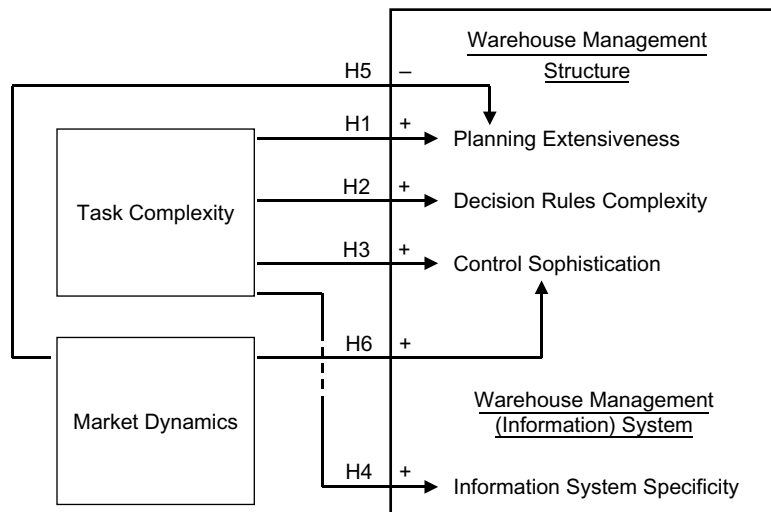 Warehouse Management
Structure
H5 –
H1 + Planning Extensiveness
H2 + Decision Rules Complexity
Task Complexity
H3 + Control Sophistication
H6 +
Warehouse Management
(Information) System
Market Dynamics
H4 + Information System Specificity